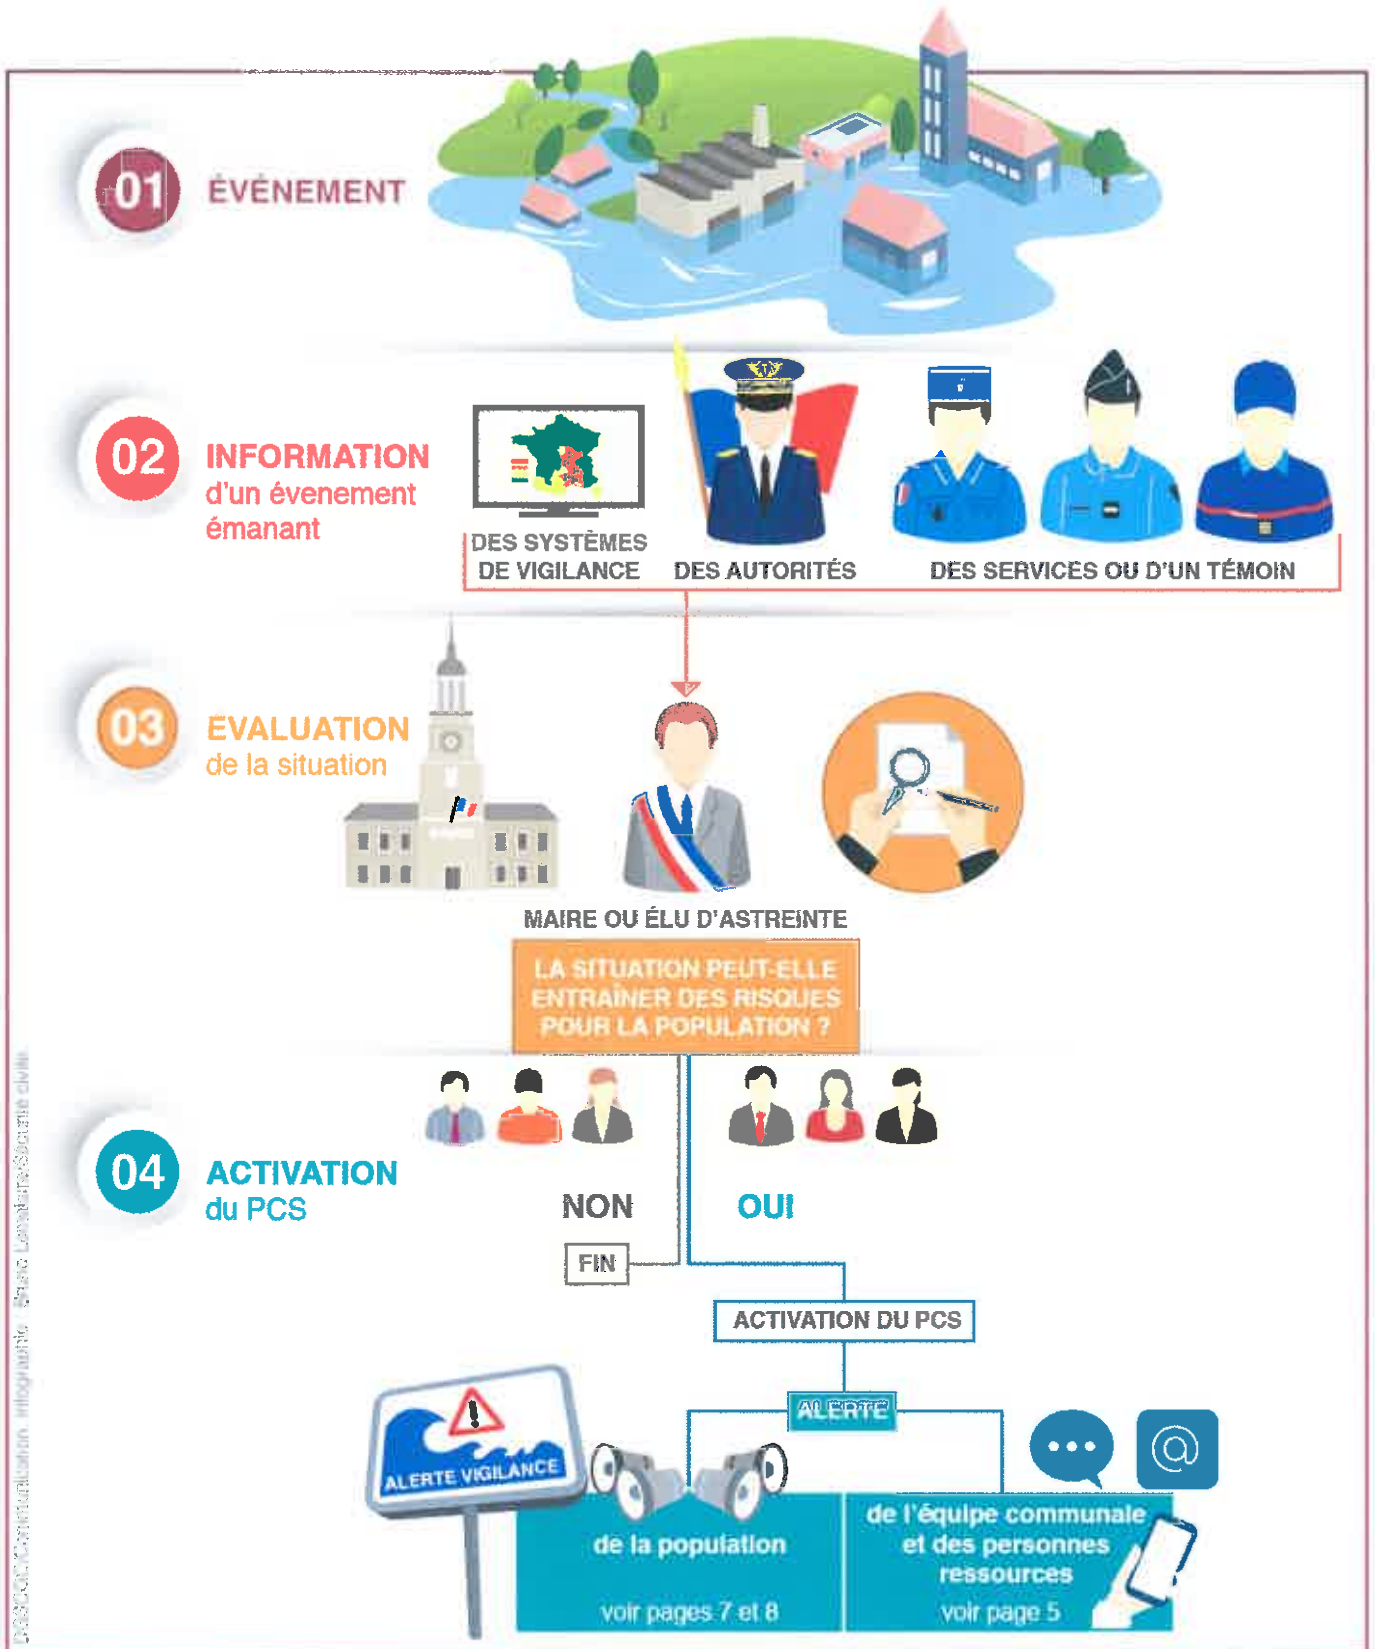 01
ÉVÉNEMENT
02
INFORMATION
d'un évenement
émanant
DES SYSTÈMES
DE VIGILANCE
DES AUTORITÉS
DES SERVICES OU D'UN TÉMOIN
03
EVALUATION
de la situation
MAIRE OU ÉLU D'ASTREINTE
LA SITUATION PEUT-ELLE
ENTRAÎNER DES RISQUES
POUR LA POPULATION ?
04
ACTIVATION
du PCS
NON
OUI
FIN
ACTIVATION DU PCS
ALERTE
ALERTE VIGILANCE
de la population
voir pages 7 et 8
de l'équipe communale
et des personnes
ressources
voir page 5